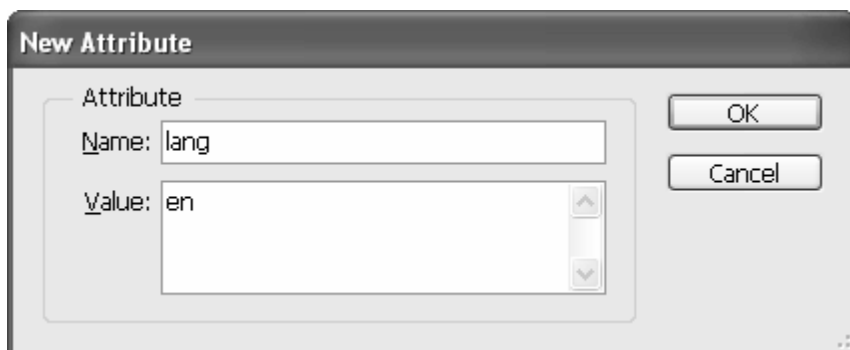 New Attribute
Attribute
OK
Name: lang
Cancel
Value: en